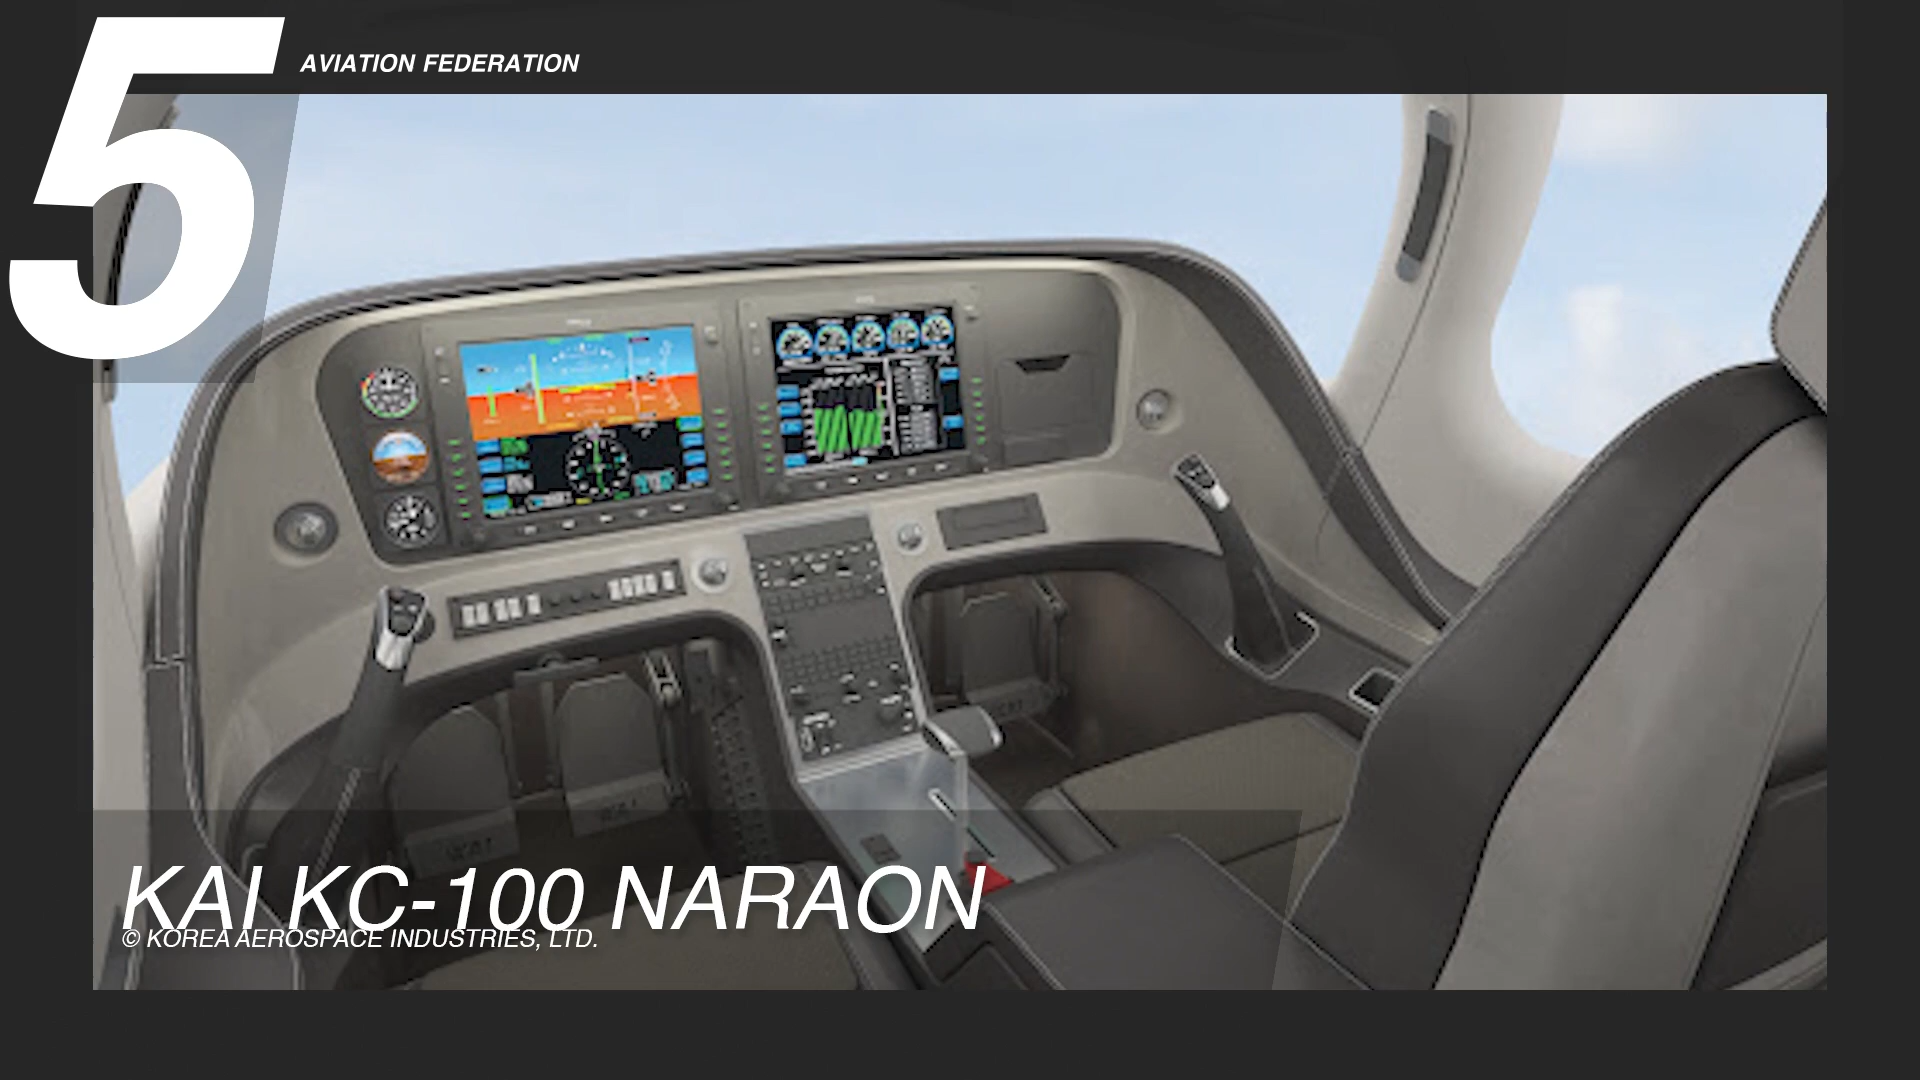 5
AVIATION FEDERATION
KAI KC-100 NARAON
© KOREA AEROSPACE INDUSTRIES, LTD.